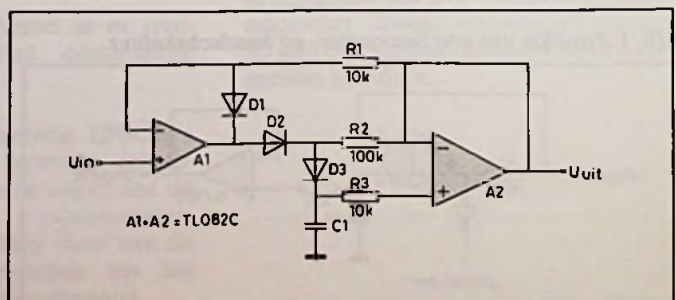 R1
10k
D1
D2
R2
100k
D3
R3
10k
C1
−
+
A1
−
+
A2
Uin
Uuit
A1•A2=TL082C